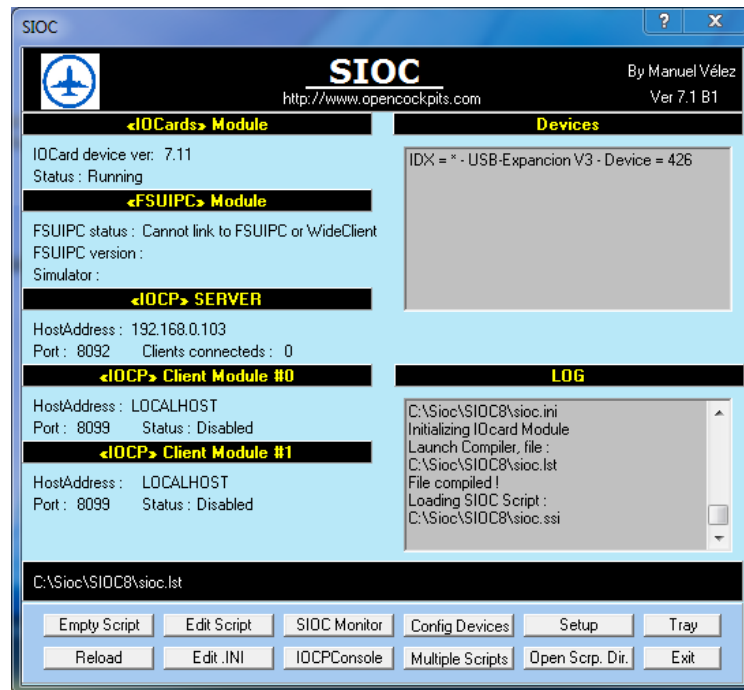 SIOC
SIOC
http://www.opencockpits.com
By Manuel Vélez
Ver 7.1 B1
«IOCards» Module
IOCard device ver: 7.11
Status : Running
«FSUIPC» Module
FSUIPC status : Cannot link to FSUIPC or WideClient
FSUIPC version :
Simulator :
«IOCP» SERVER
HostAddress : 192.168.0.103
Port : 8092 Clients connecteds : 0
«IOCP» Client Module #0
HostAddress : LOCALHOST
Port : 8099 Status : Disabled
«IOCP» Client Module #1
HostAddress : LOCALHOST
Port : 8099 Status : Disabled
Devices
IDX = * - USB-Expancion V3 - Device = 426
LOG
C:\Sioc\SIOC8\sioc.ini
Initializing IOcard Module
Launch Compiler, file :
C:\Sioc\SIOC8\sioc.lst
File compiled !
Loading SIOC Script :
C:\Sioc\SIOC8\sioc.ssi
C:\Sioc\SIOC8\sioc.lst
Empty Script Edit Script SIOC Monitor Config Devices Setup Tray
Reload Edit .INI IOCPConsole Multiple Scripts Open Scrp. Dir. Exit